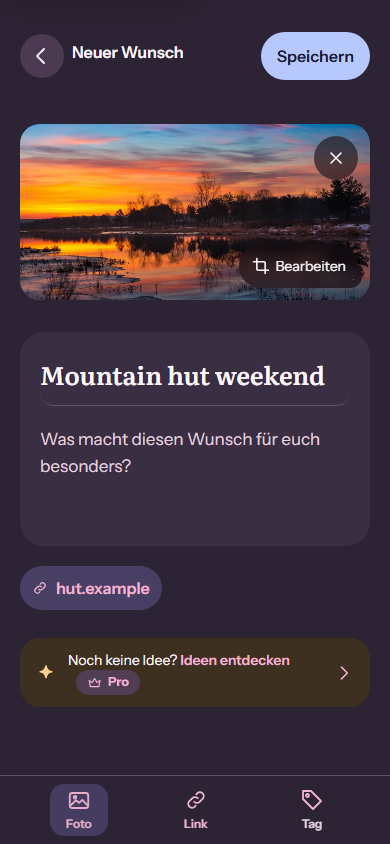 Neuer Wunsch
Speichern
Bearbeiten
Mountain hut weekend
Was macht diesen Wunsch für euch
besonders?
hut.example
Noch keine Idee? Ideen entdecken
Pro
Foto
Link
Tag